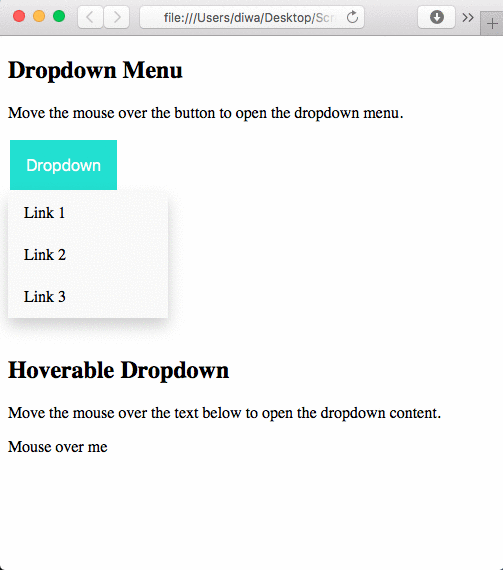 file:///Users/diwa/Desktop/Scr
Dropdown Menu
Move the mouse over the button to open the dropdown menu.
Dropdown
Link 1
Link 2
Link 3
Hoverable Dropdown
Move the mouse over the text below to open the dropdown content.
Mouse over me